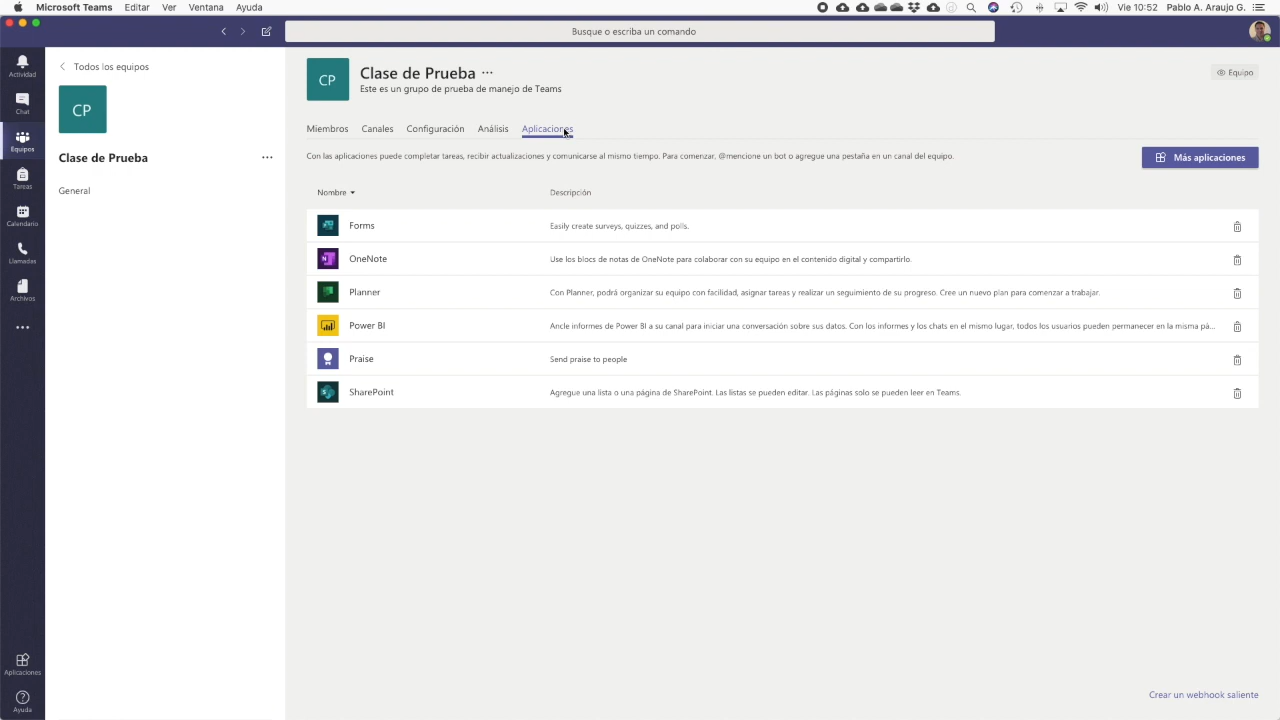 Microsoft Teams Editar Ver Ventana Ayuda Vie 10:52 Pablo A. Araujo G.
Busque o escriba un comando
Actividad
Chat
Equipos
Tareas
Calendario
Llamadas
Archivos
Aplicaciones
Ayuda
Todos los equipos
CP
Clase de Prueba
General
CP
Clase de Prueba
Este es un grupo de prueba de manejo de Teams
Equipo
Miembros Canales Configuración Análisis Aplicaciones
Con las aplicaciones puede completar tareas, recibir actualizaciones y comunicarse al mismo tiempo. Para comenzar, @mencione un bot o agregue una pestaña en un canal del equipo.
Más aplicaciones
Nombre Descripción
Forms Easily create surveys, quizzes, and polls.
OneNote Use los blocs de notas de OneNote para colaborar con su equipo en el contenido digital y compartirlo.
Planner Con Planner, podrá organizar su equipo con facilidad, asignar tareas y realizar un seguimiento de su progreso. Cree un nuevo plan para comenzar a trabajar.
Power BI Ancle informes de Power BI a su canal para iniciar una conversación sobre sus datos. Con los informes y los chats en el mismo lugar, todos los usuarios pueden permanecer en la misma pá...
Praise Send praise to people
SharePoint Agregue una lista o una página de SharePoint. Las listas se pueden editar. Las páginas solo se pueden leer en Teams.
Crear un webhook saliente